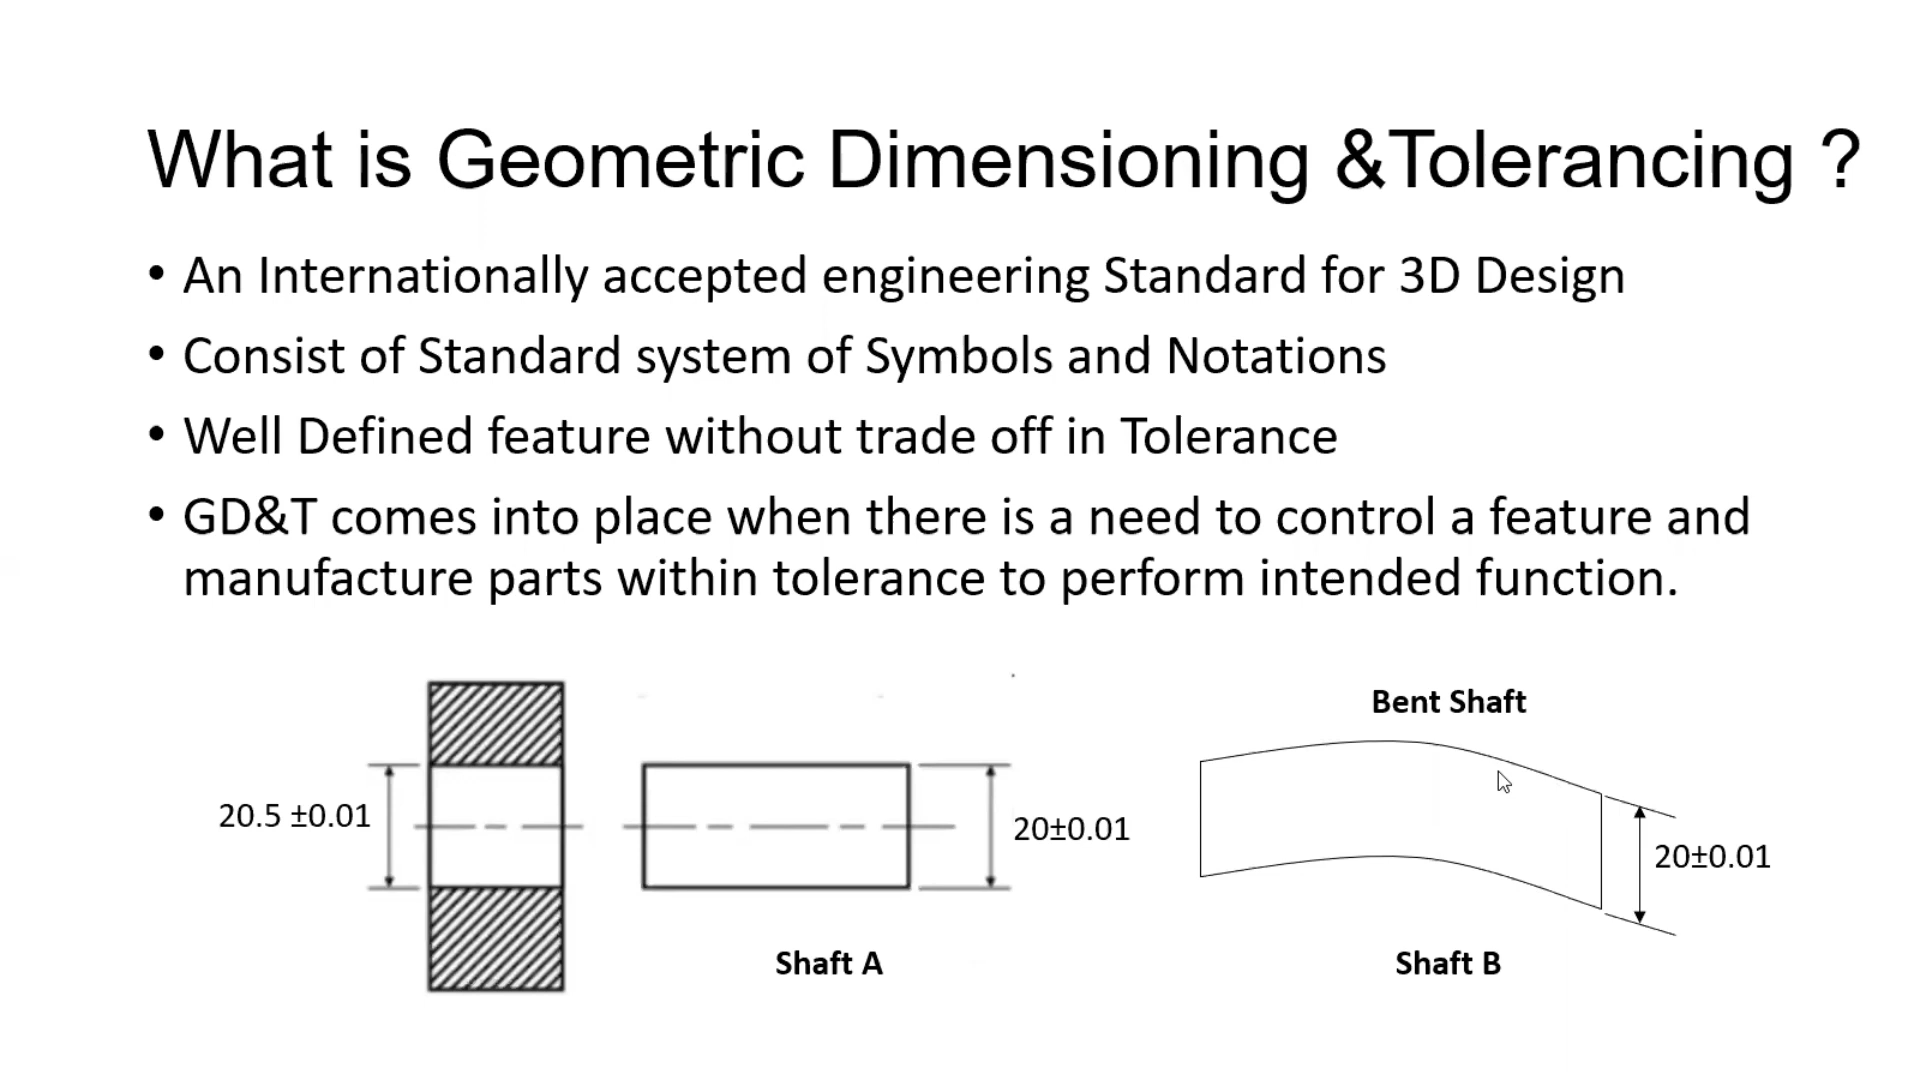 What is Geometric Dimensioning &Tolerancing ?
• An Internationally accepted engineering Standard for 3D Design
• Consist of Standard system of Symbols and Notations
• Well Defined feature without trade off in Tolerance
• GD&T comes into place when there is a need to control a feature and
manufacture parts within tolerance to perform intended function.
Bent Shaft
20.5 ±0.01
20±0.01
20±0.01
Shaft A
Shaft B